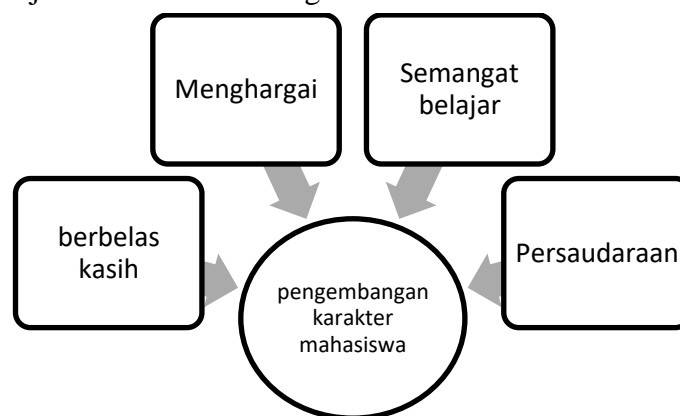 Menghargai
Semangat
belajar
berbelas
kasih
Persaudaraan
pengembangan
karakter
mahasiswa